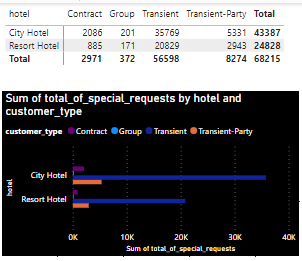 hotel Contract Group Transient Transient-Party Total
City Hotel 2086 201 35769 5331 43387
Resort Hotel 885 171 20829 2943 24828
Total 2971 372 56598 8274 68215
Sum of total_of_special_requests by hotel and
customer_type
customer_type Contract Group Transient Transient-Party
hotel
City Hotel
Resort Hotel
0K 10K 20K 30K 40K
Sum of total_of_special_requests